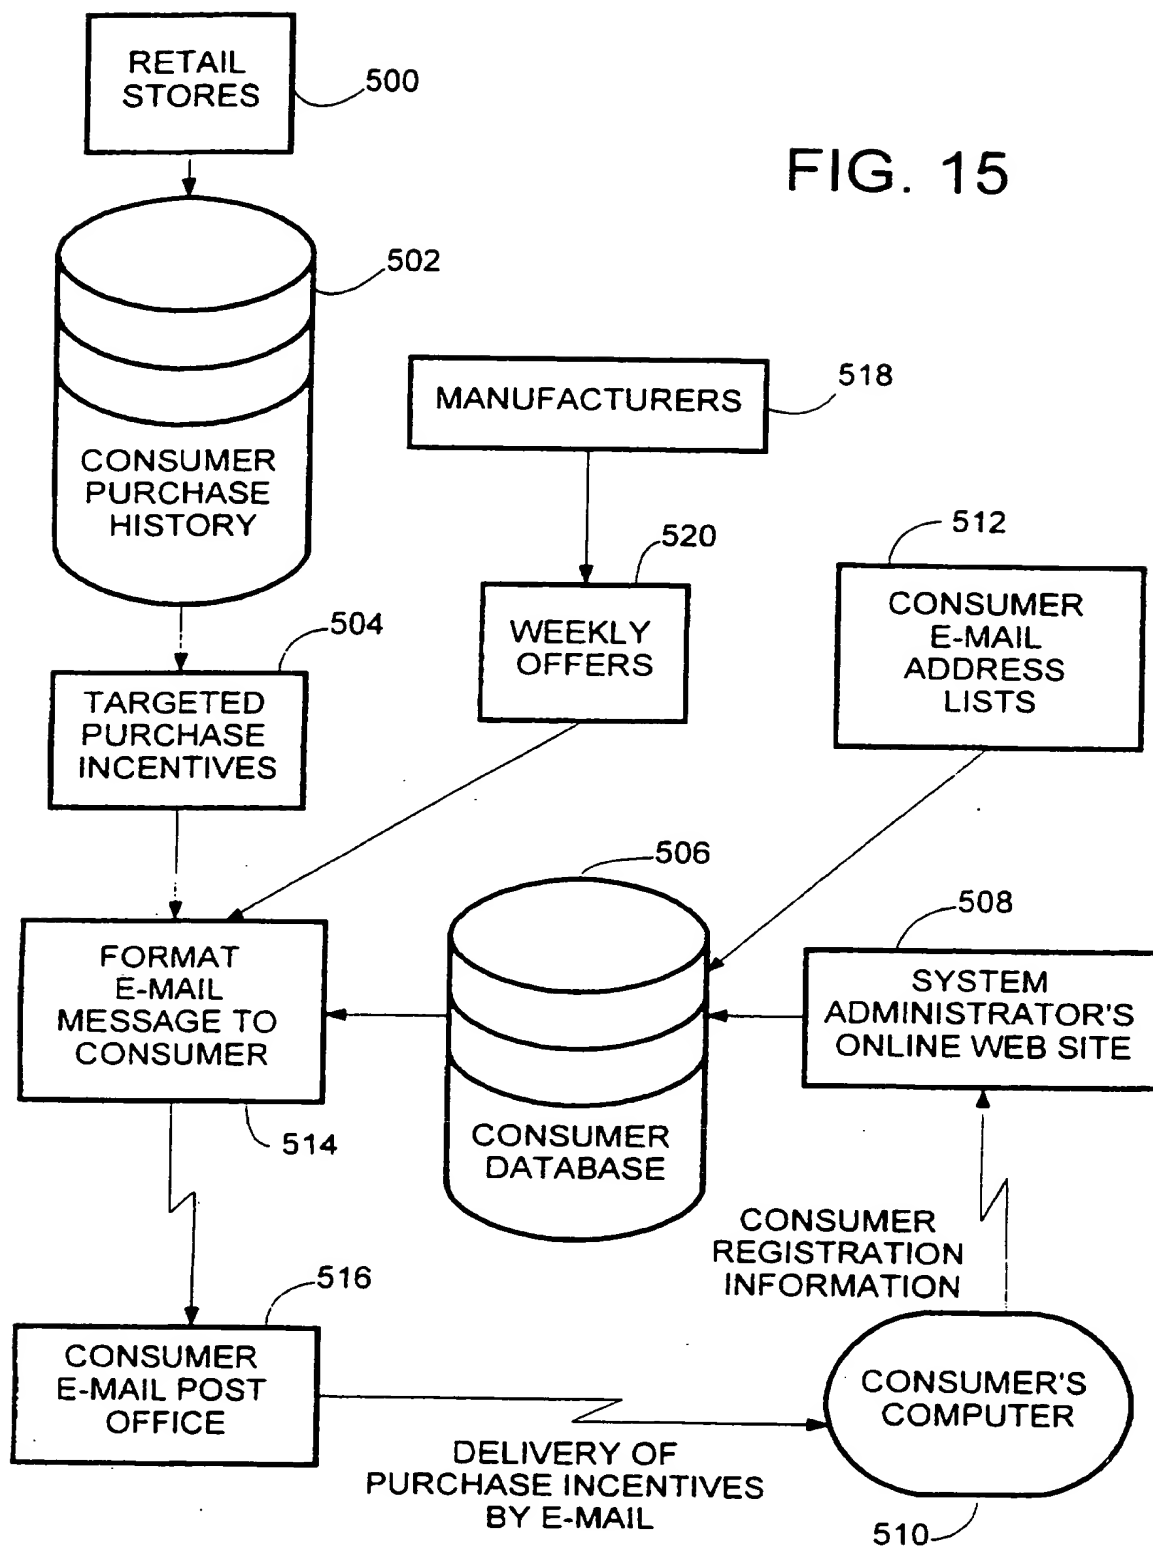 RETAIL
STORES
500
FIG. 15
502
CONSUMER
PURCHASE
HISTORY
MANUFACTURERS
518
504
TARGETED
PURCHASE
INCENTIVES
520
WEEKLY
OFFERS
512
CONSUMER
E-MAIL
ADDRESS
LISTS
506
CONSUMER
DATABASE
508
SYSTEM
ADMINISTRATOR'S
ONLINE WEB SITE
FORMAT
E-MAIL
MESSAGE TO
CONSUMER
514
CONSUMER
REGISTRATION
INFORMATION
516
CONSUMER
E-MAIL POST
OFFICE
DELIVERY OF
PURCHASE INCENTIVES
BY E-MAIL
CONSUMER'S
COMPUTER
510